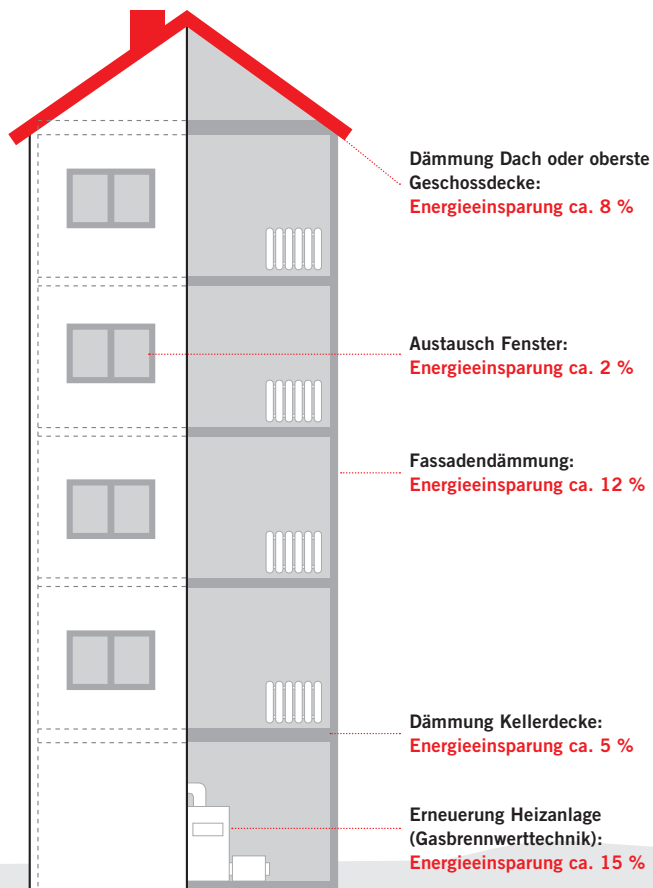 Dämmung Dach oder oberste
Geschossdecke:
Energieeinsparung ca. 8 %
Austausch Fenster:
Energieeinsparung ca. 2 %
Fassadendämmung:
Energieeinsparung ca. 12 %
Dämmung Kellerdecke:
Energieeinsparung ca. 5 %
Erneuerung Heizanlage
(Gasbrennwerttechnik):
Energieeinsparung ca. 15 %